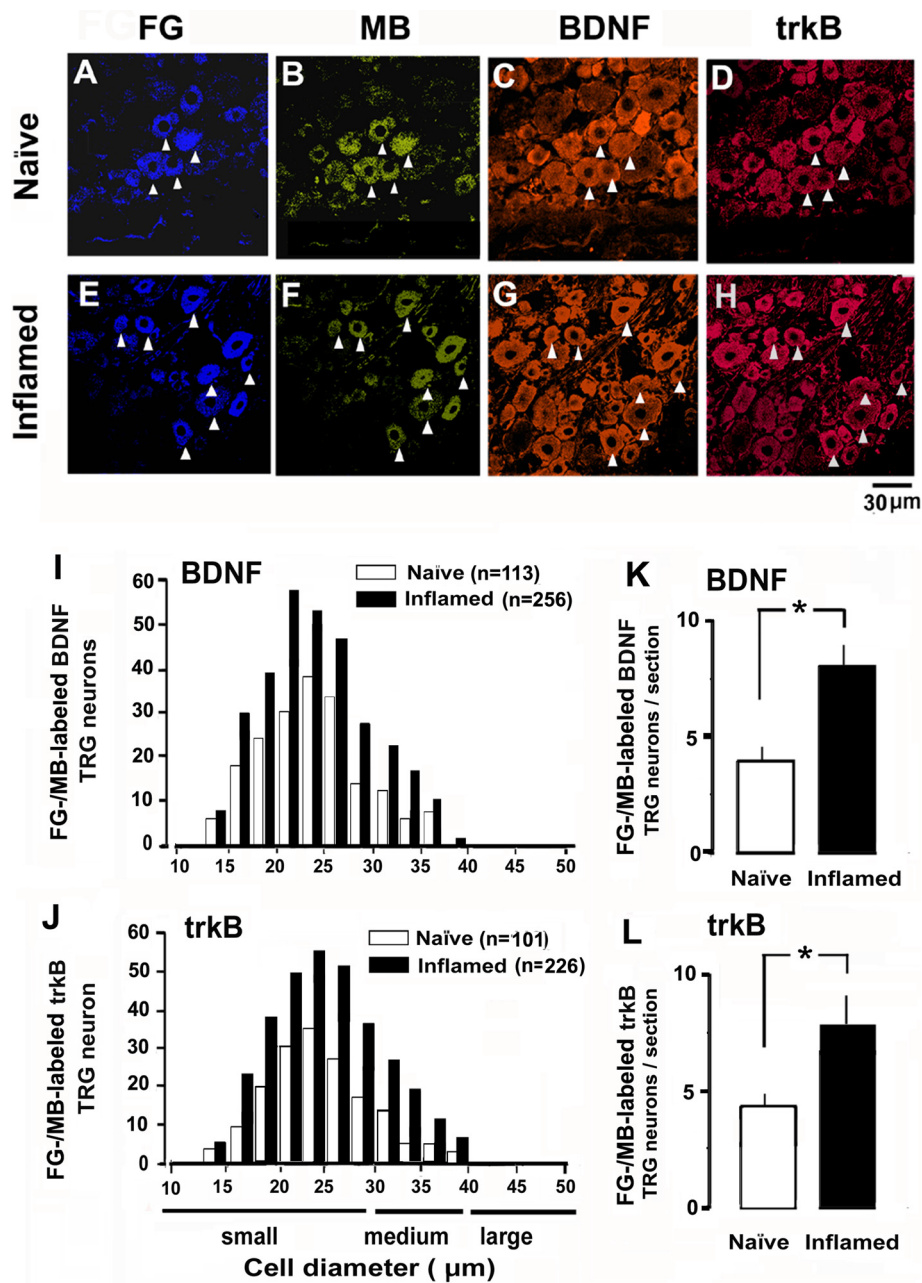 FG MB BDNF trkB
Naïve
A B C D
Inflamed
E F G H
30 µm
I
BDNF
Naïve (n=113)
Inflamed (n=256)
FG-/MB-labeled BDNF
TRG neurons
60
50
40
30
20
10
0
10 15 20 25 30 35 40 45 50
K
BDNF
FG-/MB-labeled BDNF
TRG neurons / section
10
5
0
*
Naïve Inflamed
J
trkB
Naïve (n=101)
Inflamed (n=226)
FG-/MB-labeled trkB
TRG neuron
60
50
40
30
20
10
0
10 15 20 25 30 35 40 45 50
small medium large
Cell diameter ( µm)
L
trkB
FG-/MB-labeled trkB
TRG neurons / section
10
5
0
*
Naïve Inflamed